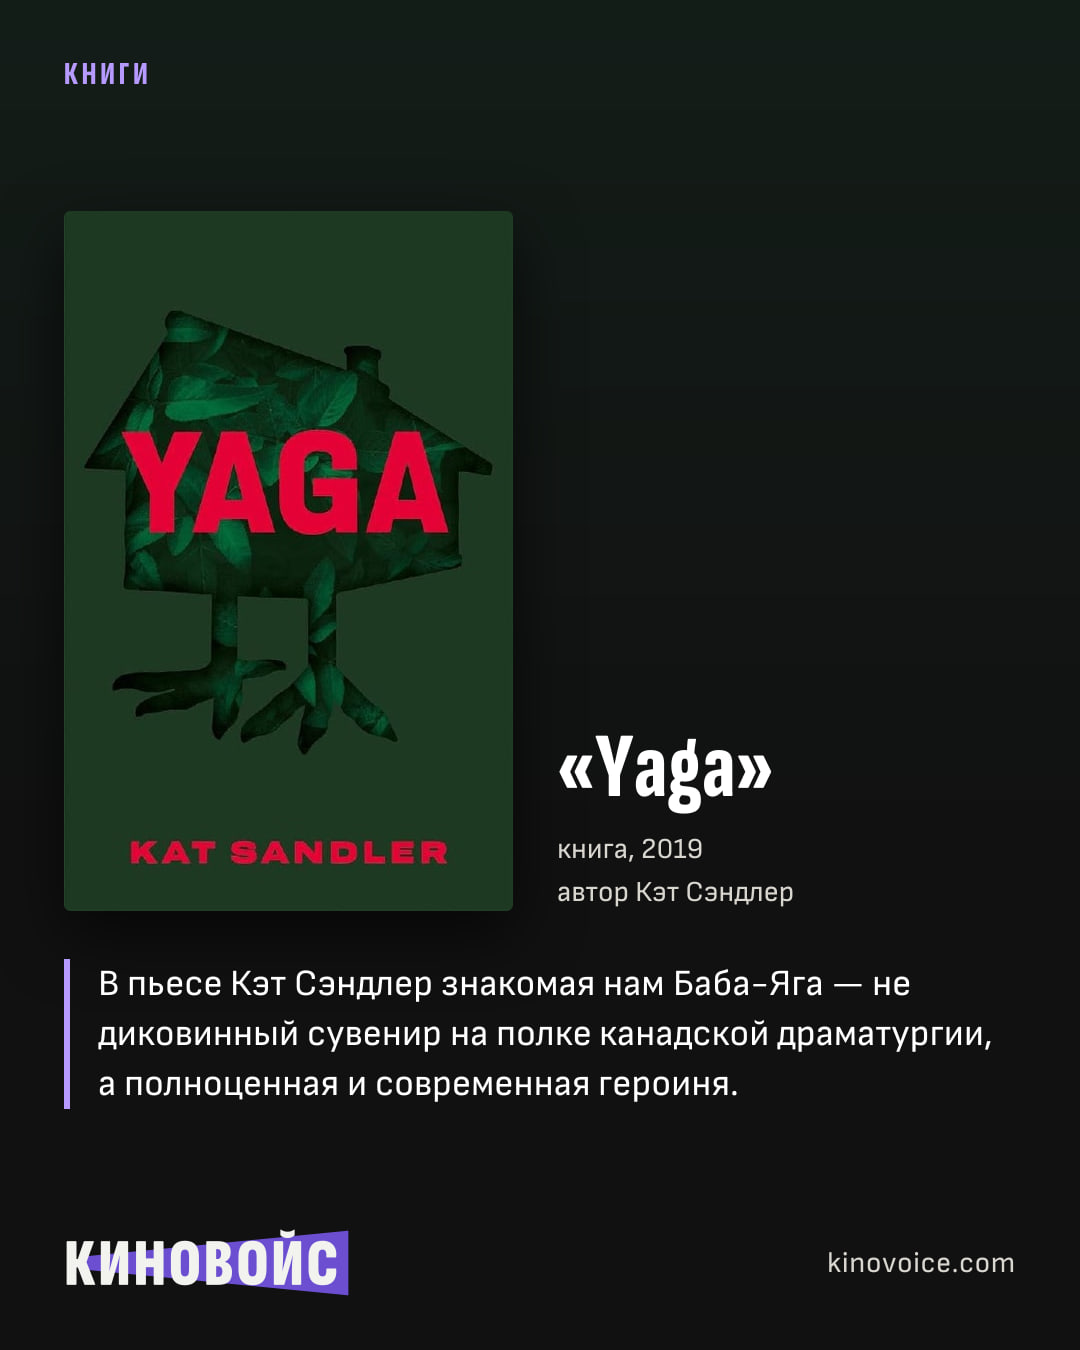 КНИГИ
YAGA
KAT SANDLER
«Yaga»
книга, 2019
автор Кэт Сэндлер
В пьесе Кэт Сэндлер знакомая нам Баба-Яга — не
диковинный сувенир на полке канадской драматургии,
а полноценная и современная героиня.
КИНОВОЙС
kinovoice.com